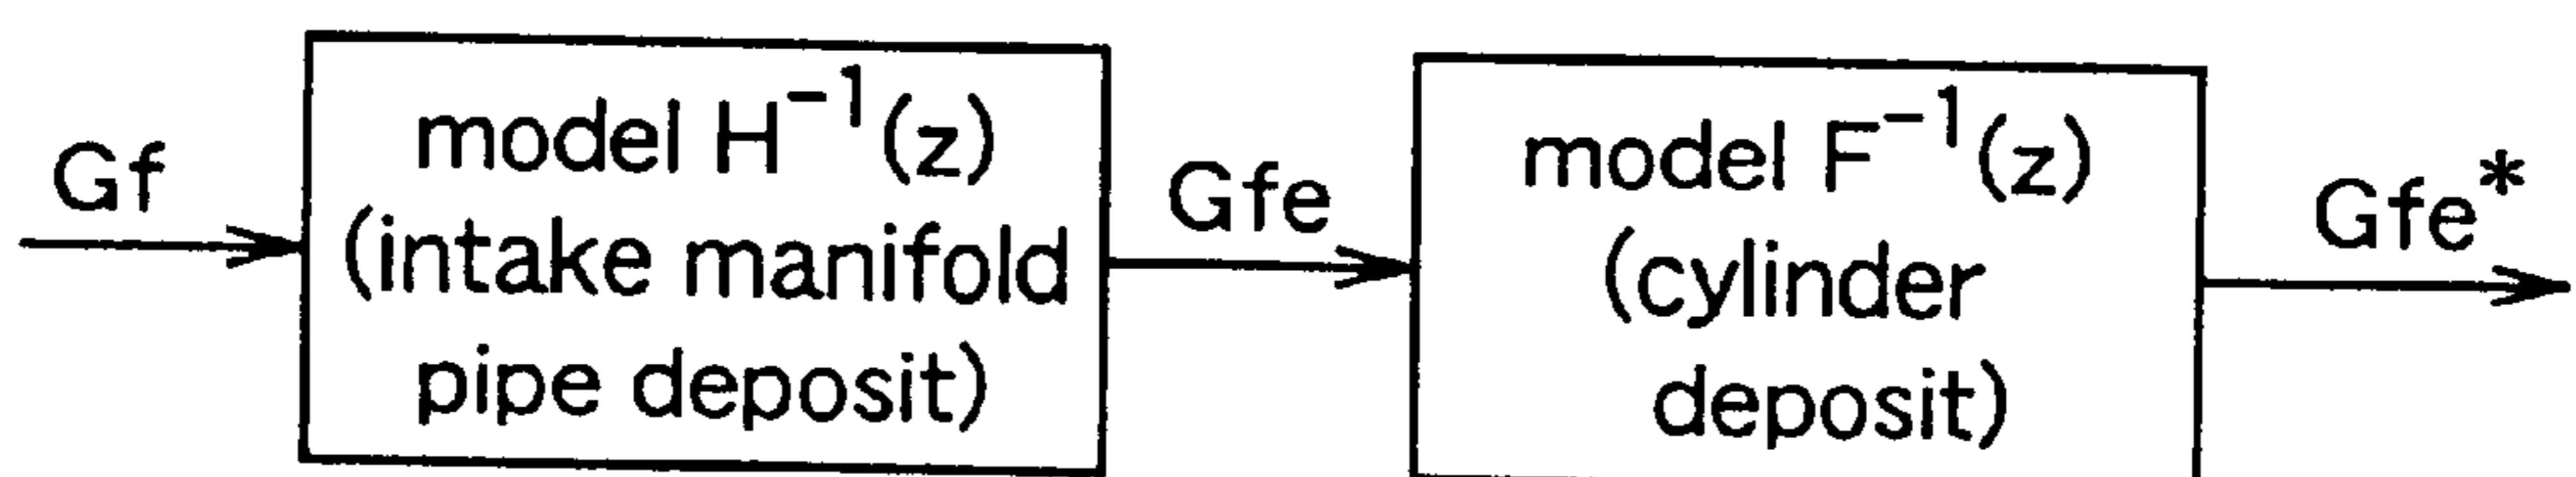 Gf
model H⁻¹(z)
(intake manifold
pipe deposit)
Gfe
model F⁻¹(z)
(cylinder
deposit)
Gfe*